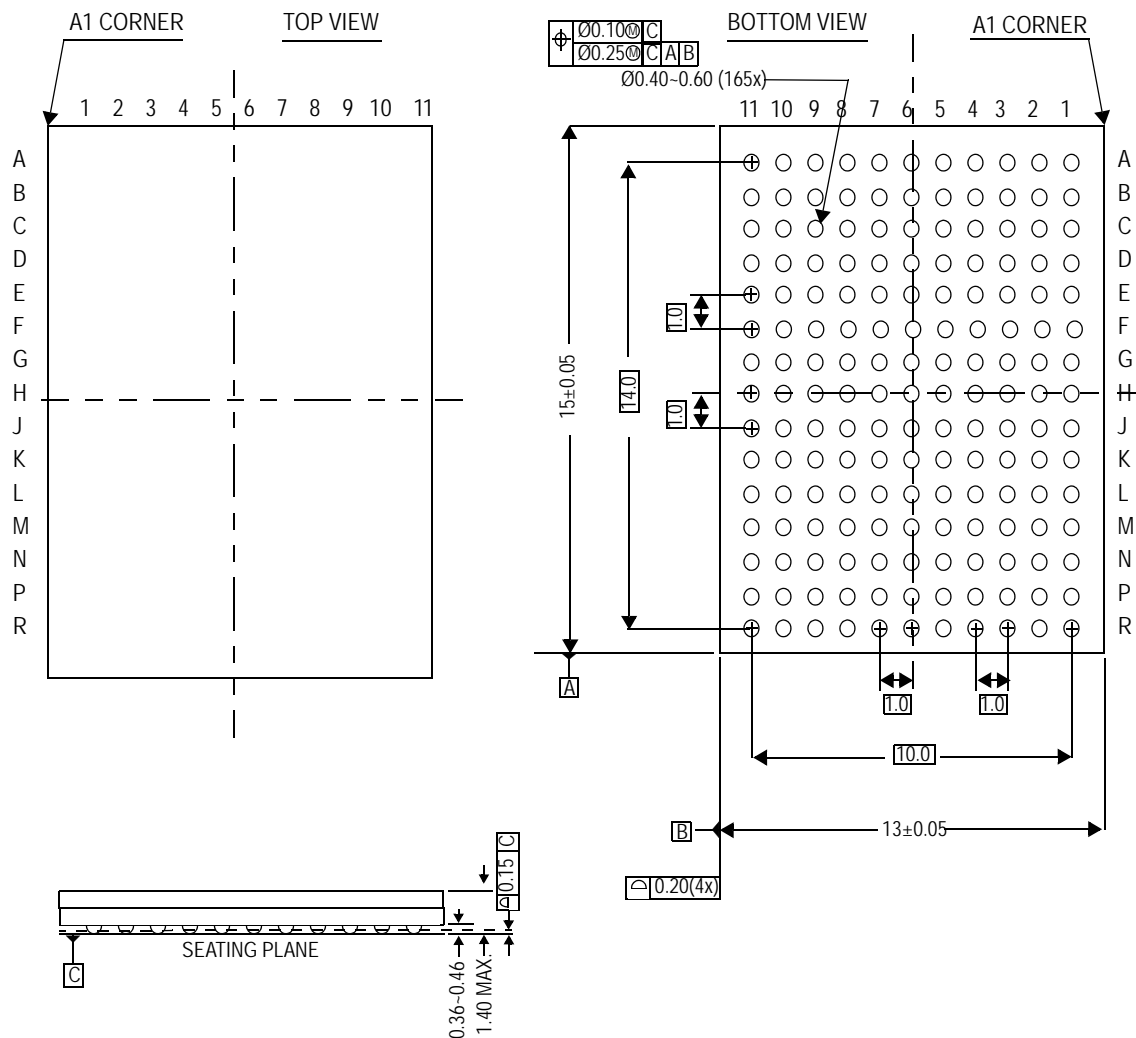 A1 CORNER
TOP VIEW
1 2 3 4 5 6 7 8 9 10 11
A
B
C
D
E
F
G
H
J
K
L
M
N
P
R
Ø0.10Ⓜ C
Ø0.25Ⓜ C A B
BOTTOM VIEW
A1 CORNER
Ø0.40~0.60 (165x)
11 10 9 8 7 6 5 4 3 2 1
A
B
C
D
E
F
G
H
J
K
L
M
N
P
R
1.0
1.0
15±0.05
14.0
A
1.0
1.0
10.0
B
13±0.05
0.20(4x)
0.15 C
SEATING PLANE
C
0.36~0.46
1.40 MAX.